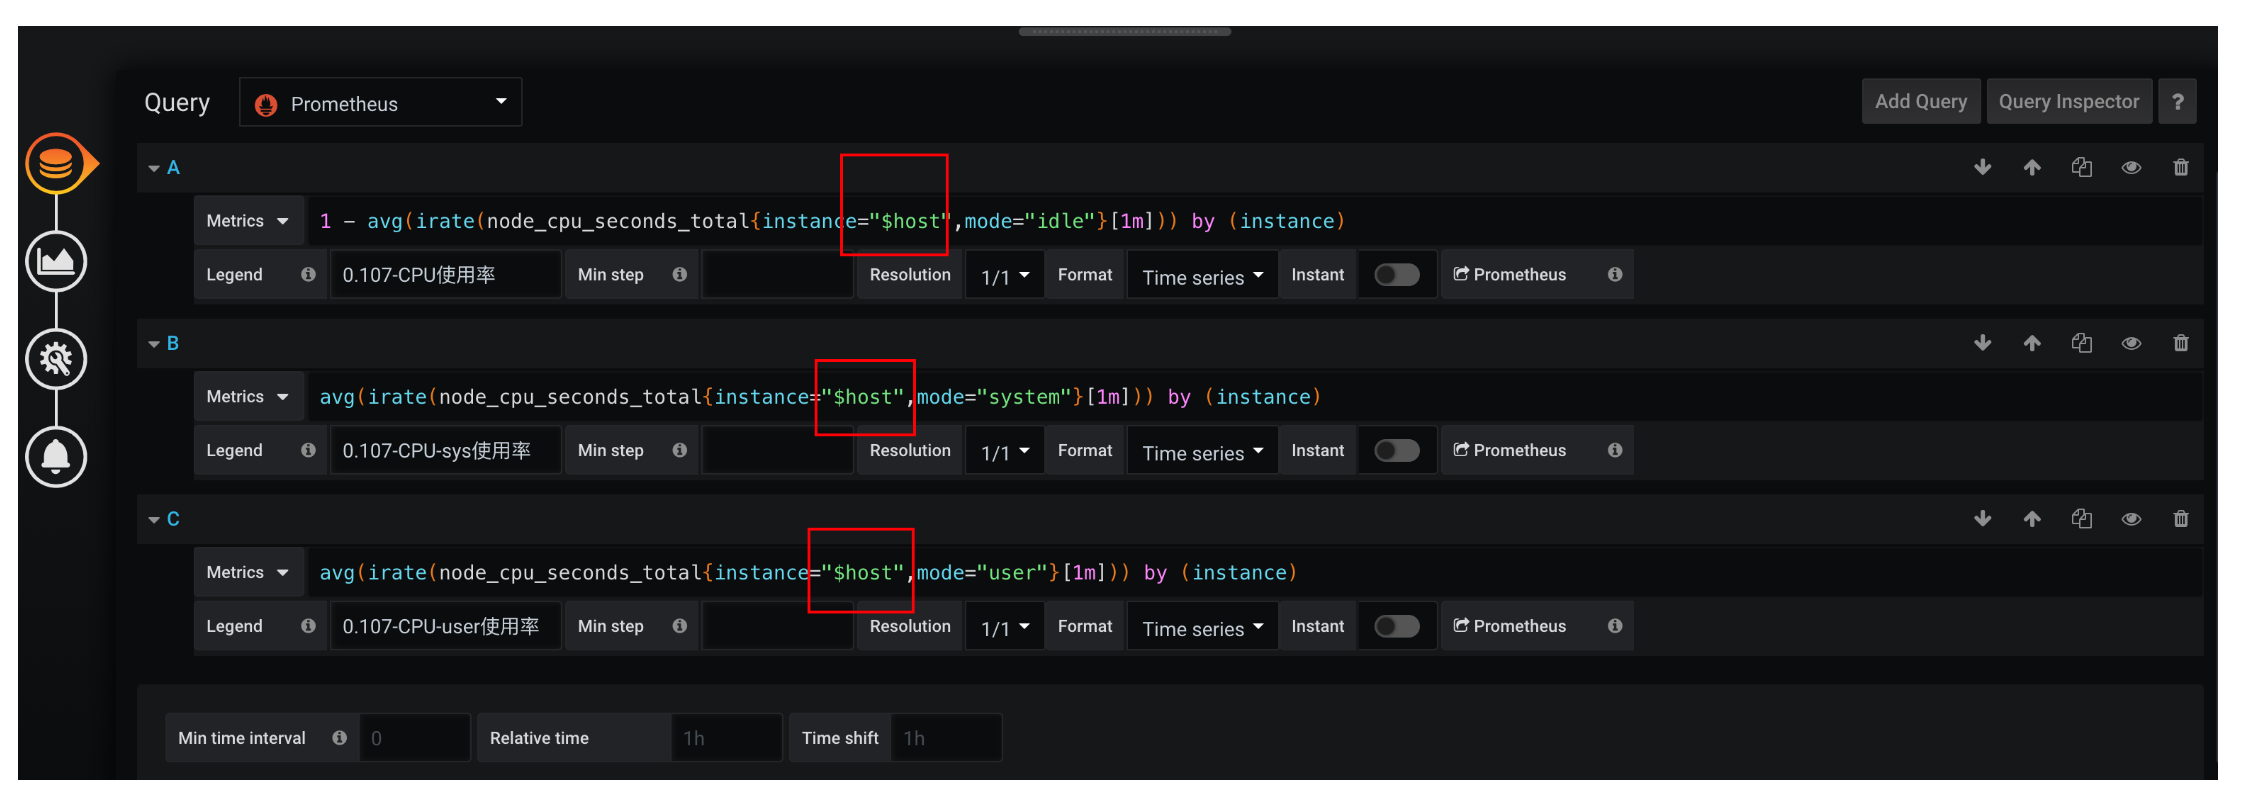 Query Prometheus Add Query Query Inspector ?
A
Metrics 1 - avg(irate(node_cpu_seconds_total{instance="$host",mode="idle"}[1m])) by (instance)
Legend 0.107-CPU使用率 Min step Resolution 1/1 Format Time series Instant Prometheus
B
Metrics avg(irate(node_cpu_seconds_total{instance="$host",mode="system"}[1m])) by (instance)
Legend 0.107-CPU-sys使用率 Min step Resolution 1/1 Format Time series Instant Prometheus
C
Metrics avg(irate(node_cpu_seconds_total{instance="$host",mode="user"}[1m])) by (instance)
Legend 0.107-CPU-user使用率 Min step Resolution 1/1 Format Time series Instant Prometheus
Min time interval 0 Relative time 1h Time shift 1h